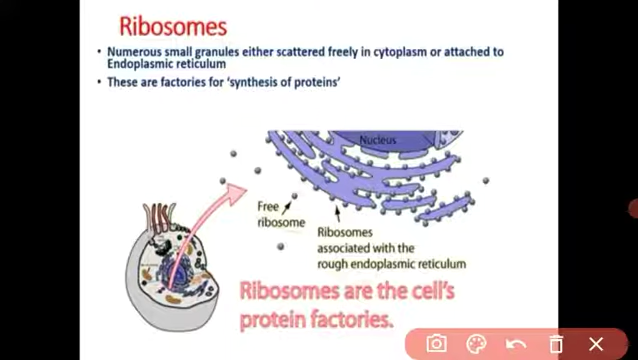 Ribosomes
• Numerous small granules either scattered freely in cytoplasm or attached to
Endoplasmic reticulum
• These are factories for ‘synthesis of proteins’
Nucleus
Free
ribosome
Ribosomes
associated with the
rough endoplasmic reticulum
Ribosomes are the cell's
protein factories.